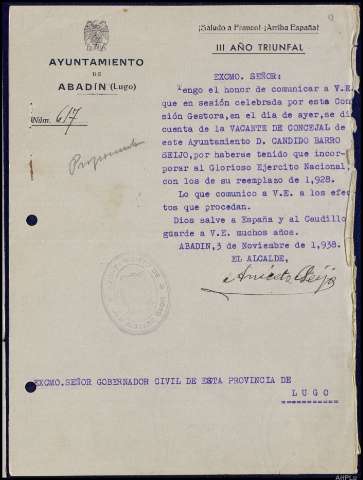 ¡Saludo a Franco! ¡Arriba España!
III AÑO TRIUNFAL
AYUNTAMIENTO
DE
ABADÍN (Lugo)
Núm. 617
EXCMO. SEÑOR:
Tengo el honor de comunicar a V.E.
que en sesión celebrada por esta Comi
sión Gestora, en el día de ayer, se dió
cuenta de la VACANTE DE CONCEJAL de
este Ayuntamiento D. CANDIDO BARRO
SEIJO, por haberse tenido que incor-
porar al Glorioso Ejercito Nacional,
con los de su reemplazo de 1,928.
Lo que comunico a V.E. a los efec
tos que procedan.
Dios salve a España y al Caudillo
guarde a V.E. muchos años.
ABADIN, 3 de Noviembre de 1,938.
EL ALCALDE,
Aniceto Seijo
EXCMO.SEÑOR GOBERNADOR CIVIL DE ESTA PROVINCIA DE
L U G O
AHPLU